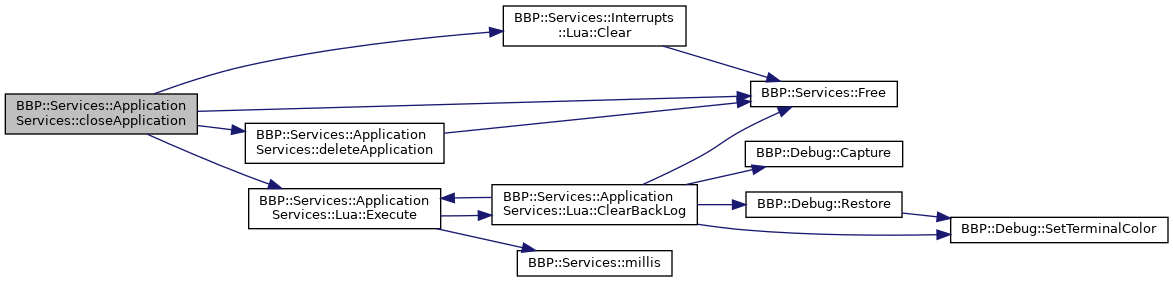 BBP::Services::Interrupts
::Lua::Clear
BBP::Services::Application
Services::closeApplication
BBP::Services::Free
BBP::Services::Application
Services::deleteApplication
BBP::Debug::Capture
BBP::Services::Application
Services::Lua::Execute
BBP::Services::Application
Services::Lua::ClearBackLog
BBP::Debug::Restore
BBP::Debug::SetTerminalColor
BBP::Services::millis